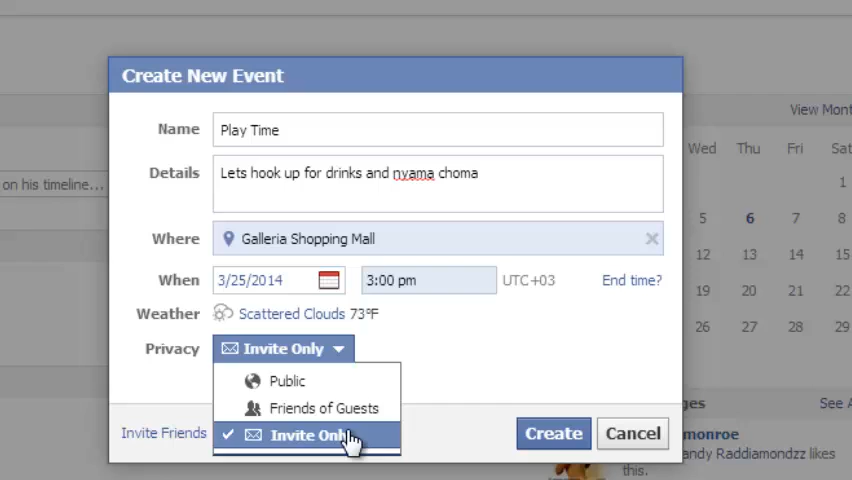 Create New Event
View Mont
Name
Play Time
Wed Thu Fri Sat
Details
Lets hook up for drinks and nyama choma
on his timeline...
1
5 6 7 8
Where
Galleria Shopping Mall
12 13 14 15
When
3/25/2014
3:00 pm
UTC+03
End time?
19 20 21 22
Weather
Scattered Clouds 73°F
26 27 28 29
Privacy
Invite Only
Public
Friends of Guests
See A
Invite Friends
Invite Only
Create
Cancel
monroe
andy Raddiamondzz likes
this.